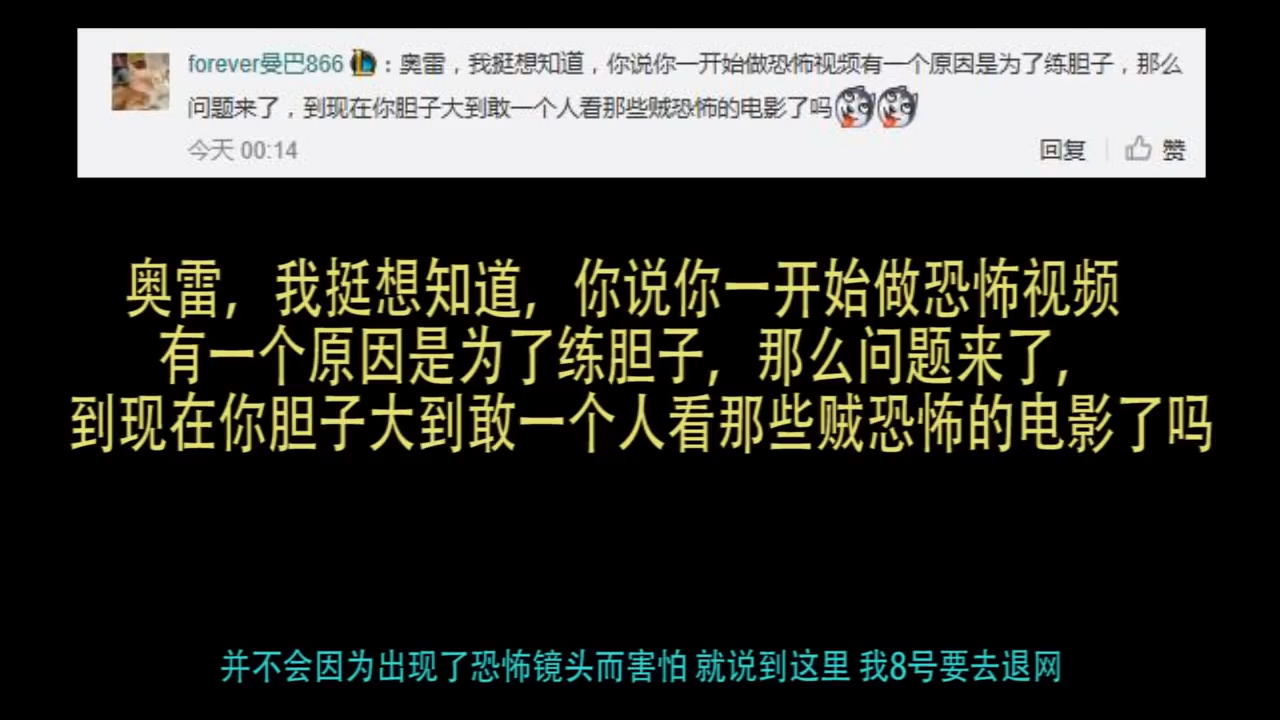 forever曼巴866：奥雷，我挺想知道，你说你一开始做恐怖视频有一个原因是为了练胆子，那么
问题来了，到现在你胆子大到敢一个人看那些贼恐怖的电影了吗
今天 00:14
回复 赞
奥雷，我挺想知道，你说你一开始做恐怖视频
有一个原因是为了练胆子，那么问题来了，
到现在你胆子大到敢一个人看那些贼恐怖的电影了吗
并不会因为出现了恐怖镜头而害怕 就说到这里 我8号要去退网